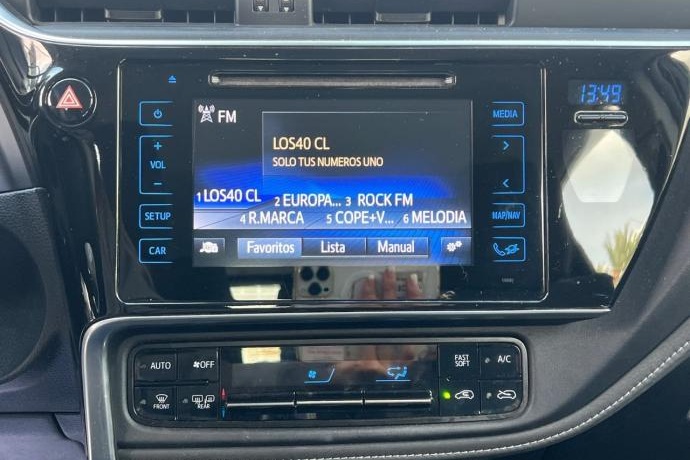 13:49
FM
MEDIA
LOS40 CL
SOLO TUS NUMEROS UNO
+
VOL
−
1 LOS40 CL 2 EUROPA... 3 ROCK FM
4 R.MARCA 5 COPE+V... 6 MELODIA
SETUP
MAP/NAV
CAR
Favoritos Lista Manual
AUTO OFF
FAST
SOFT
A/C
FRONT REAR